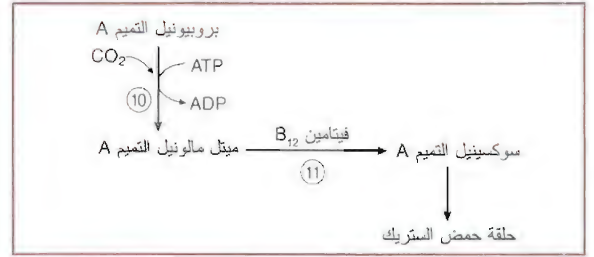 بروبيونيل التميم A
CO₂
ATP
10
ADP
ميثل مالونيل التميم A
فيتامين B₁₂
11
سوكسينيل التميم A
حلقة حمض الستريك